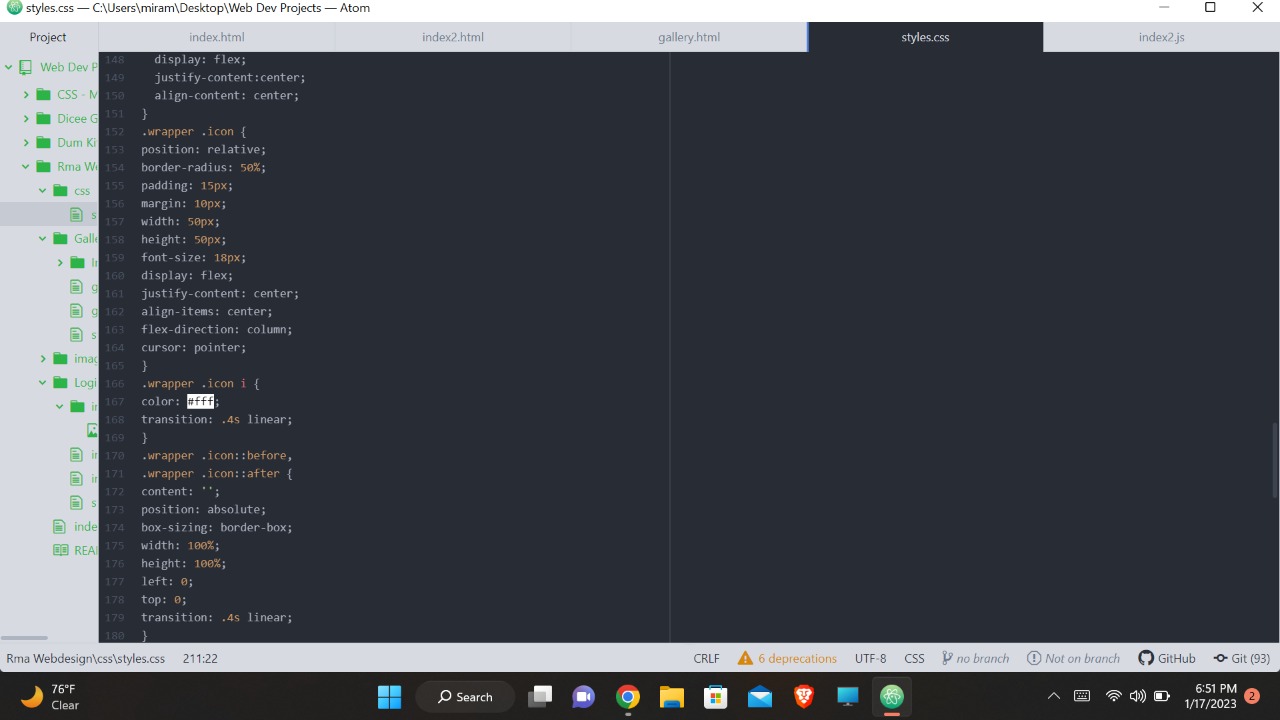 styles.css — C:\Users\miram\Desktop\Web Dev Projects — Atom
Project
index.html
index2.html
gallery.html
styles.css
index2.js
Web Dev P
CSS - M
Dicee G
Dum Ki
Rma We
css
s
Galle
Ir
g
g
s
imag
Logi
in
in
in
s
inde
REAI
148 display: flex;
149 justify-content:center;
150 align-content: center;
151 }
152 .wrapper .icon {
153 position: relative;
154 border-radius: 50%;
155 padding: 15px;
156 margin: 10px;
157 width: 50px;
158 height: 50px;
159 font-size: 18px;
160 display: flex;
161 justify-content: center;
162 align-items: center;
163 flex-direction: column;
164 cursor: pointer;
165 }
166 .wrapper .icon i {
167 color: #fff;
168 transition: .4s linear;
169 }
170 .wrapper .icon::before,
171 .wrapper .icon::after {
172 content: '';
173 position: absolute;
174 box-sizing: border-box;
175 width: 100%;
176 height: 100%;
177 left: 0;
178 top: 0;
179 transition: .4s linear;
180 }
Rma Webdesign\css\styles.css 211:22 CRLF 6 deprecations UTF-8 CSS no branch Not on branch GitHub Git (93)
76°F
Clear
Search
6:51 PM
1/17/2023
2